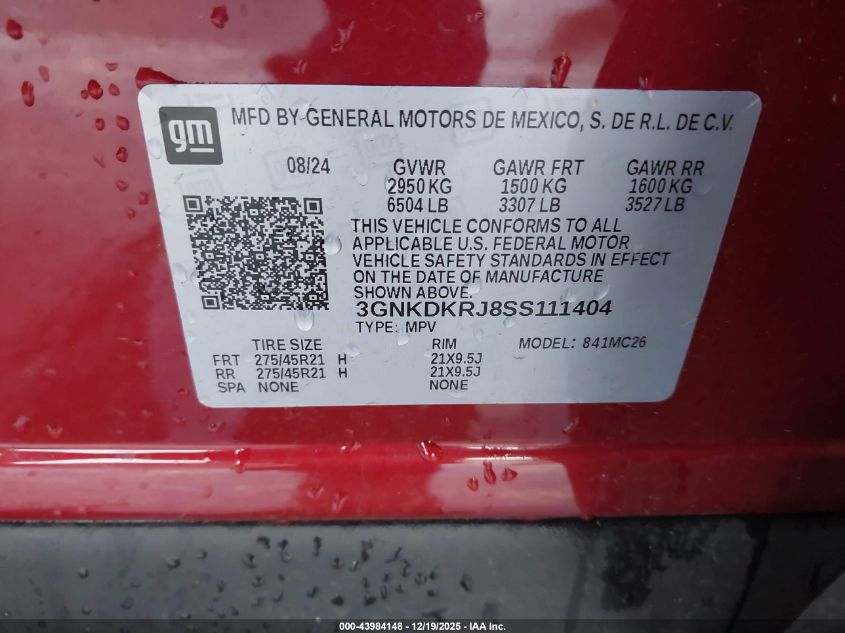 gm
MFD BY GENERAL MOTORS DE MEXICO, S. DE R.L. DE C.V.
08/24 GVWR GAWR FRT GAWR RR
2950 KG 1500 KG 1600 KG
6504 LB 3307 LB 3527 LB
THIS VEHICLE CONFORMS TO ALL
APPLICABLE U.S. FEDERAL MOTOR
VEHICLE SAFETY STANDARDS IN EFFECT
ON THE DATE OF MANUFACTURE
SHOWN ABOVE.
3GNKDKRJ8SS111404
TYPE: MPV
TIRE SIZE RIM MODEL: 841MC26
FRT 275/45R21 H 21X9.5J
RR 275/45R21 H 21X9.5J
SPA NONE NONE
000-43984148 - 12/19/2025 - IAA Inc.